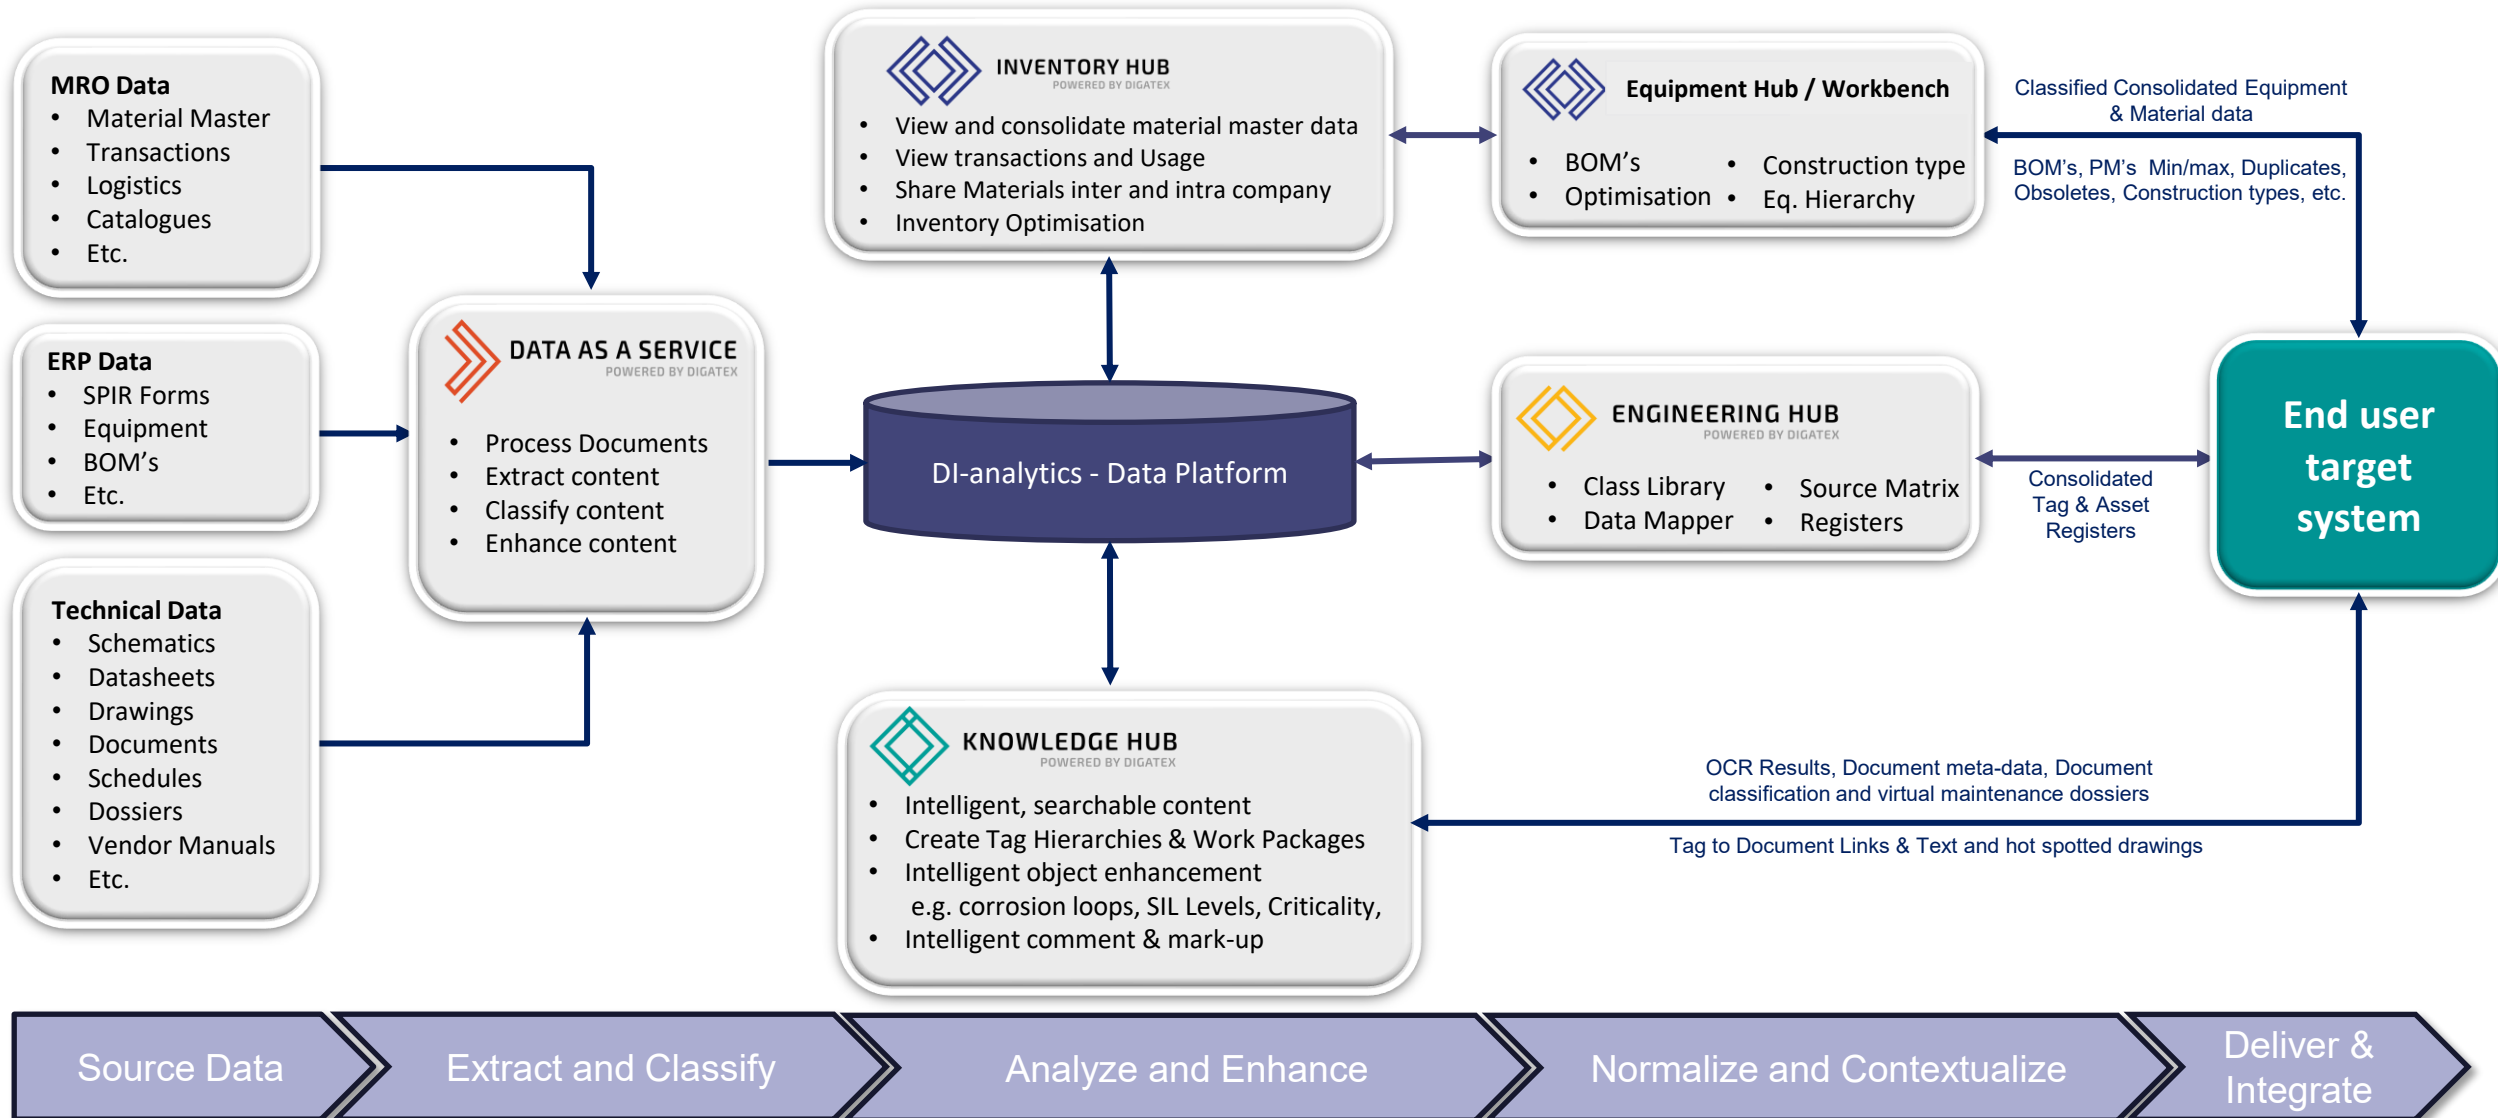 MRO Data
• Material Master
• Transactions
• Logistics
• Catalogues
• Etc.
ERP Data
• SPIR Forms
• Equipment
• BOM's
• Etc.
Technical Data
• Schematics
• Datasheets
• Drawings
• Documents
• Schedules
• Dossiers
• Vendor Manuals
• Etc.
DATA AS A SERVICE
POWERED BY DIGATEX
• Process Documents
• Extract content
• Classify content
• Enhance content
INVENTORY HUB
POWERED BY DIGATEX
• View and consolidate material master data
• View transactions and Usage
• Share Materials inter and intra company
• Inventory Optimisation
DI-analytics - Data Platform
KNOWLEDGE HUB
POWERED BY DIGATEX
• Intelligent, searchable content
• Create Tag Hierarchies & Work Packages
• Intelligent object enhancement
e.g. corrosion loops, SIL Levels, Criticality,
• Intelligent comment & mark-up
Equipment Hub / Workbench
• BOM's
• Optimisation
• Construction type
• Eq. Hierarchy
ENGINEERING HUB
POWERED BY DIGATEX
• Class Library
• Data Mapper
• Source Matrix
• Registers
Classified Consolidated Equipment
& Material data
BOM's, PM's Min/max, Duplicates,
Obsoletes, Construction types, etc.
Consolidated
Tag & Asset
Registers
End user
target
system
OCR Results, Document meta-data, Document
classification and virtual maintenance dossiers
Tag to Document Links & Text and hot spotted drawings
Source Data
Extract and Classify
Analyze and Enhance
Normalize and Contextualize
Deliver &
Integrate